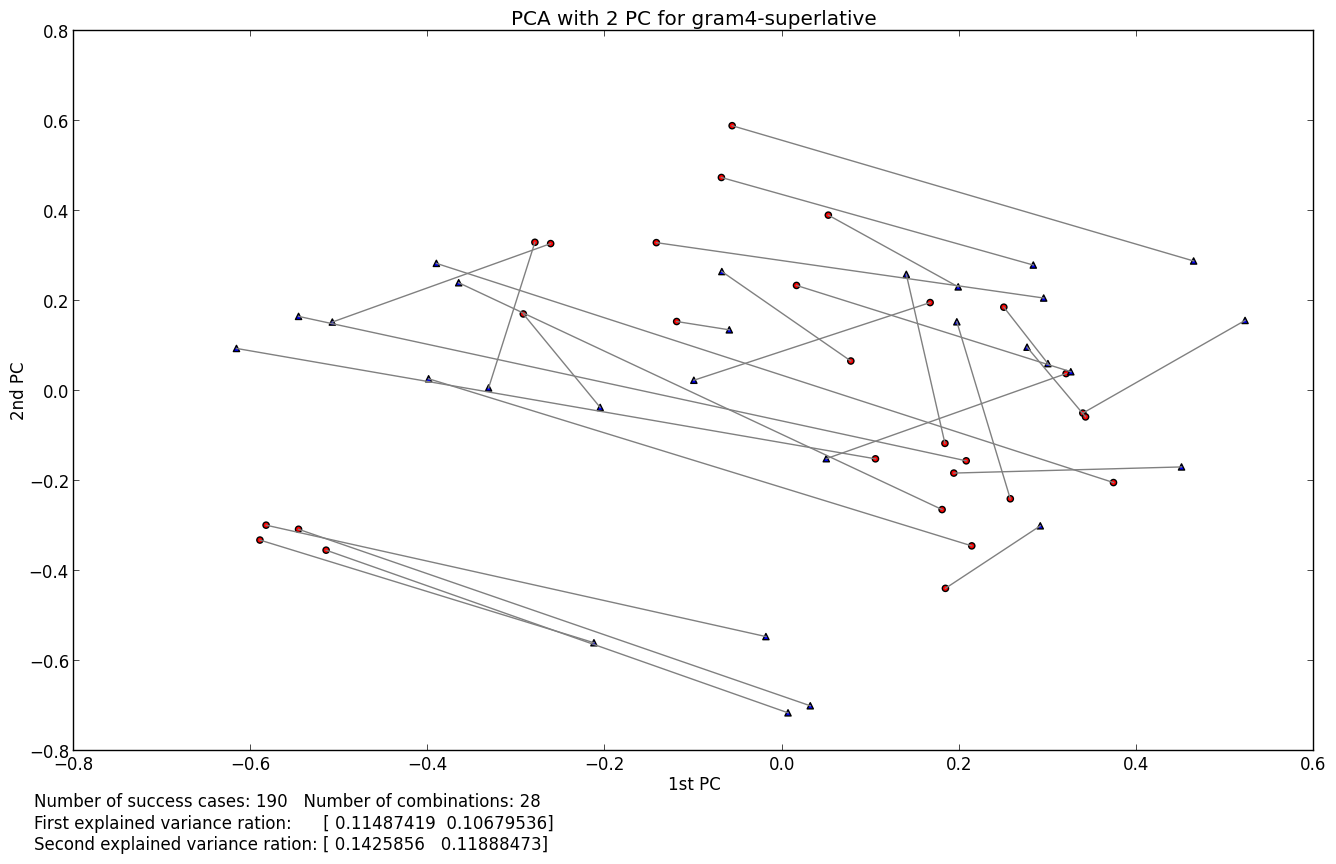 PCA with 2 PC for gram4-superlative
0.8
0.6
0.4
0.2
0.0
−0.2
−0.4
−0.6
−0.8
2nd PC
−0.8 −0.6 −0.4 −0.2 0.0 0.2 0.4 0.6
1st PC
Number of success cases: 190 Number of combinations: 28
First explained variance ration: [ 0.11487419 0.10679536]
Second explained variance ration: [ 0.1425856 0.11888473]